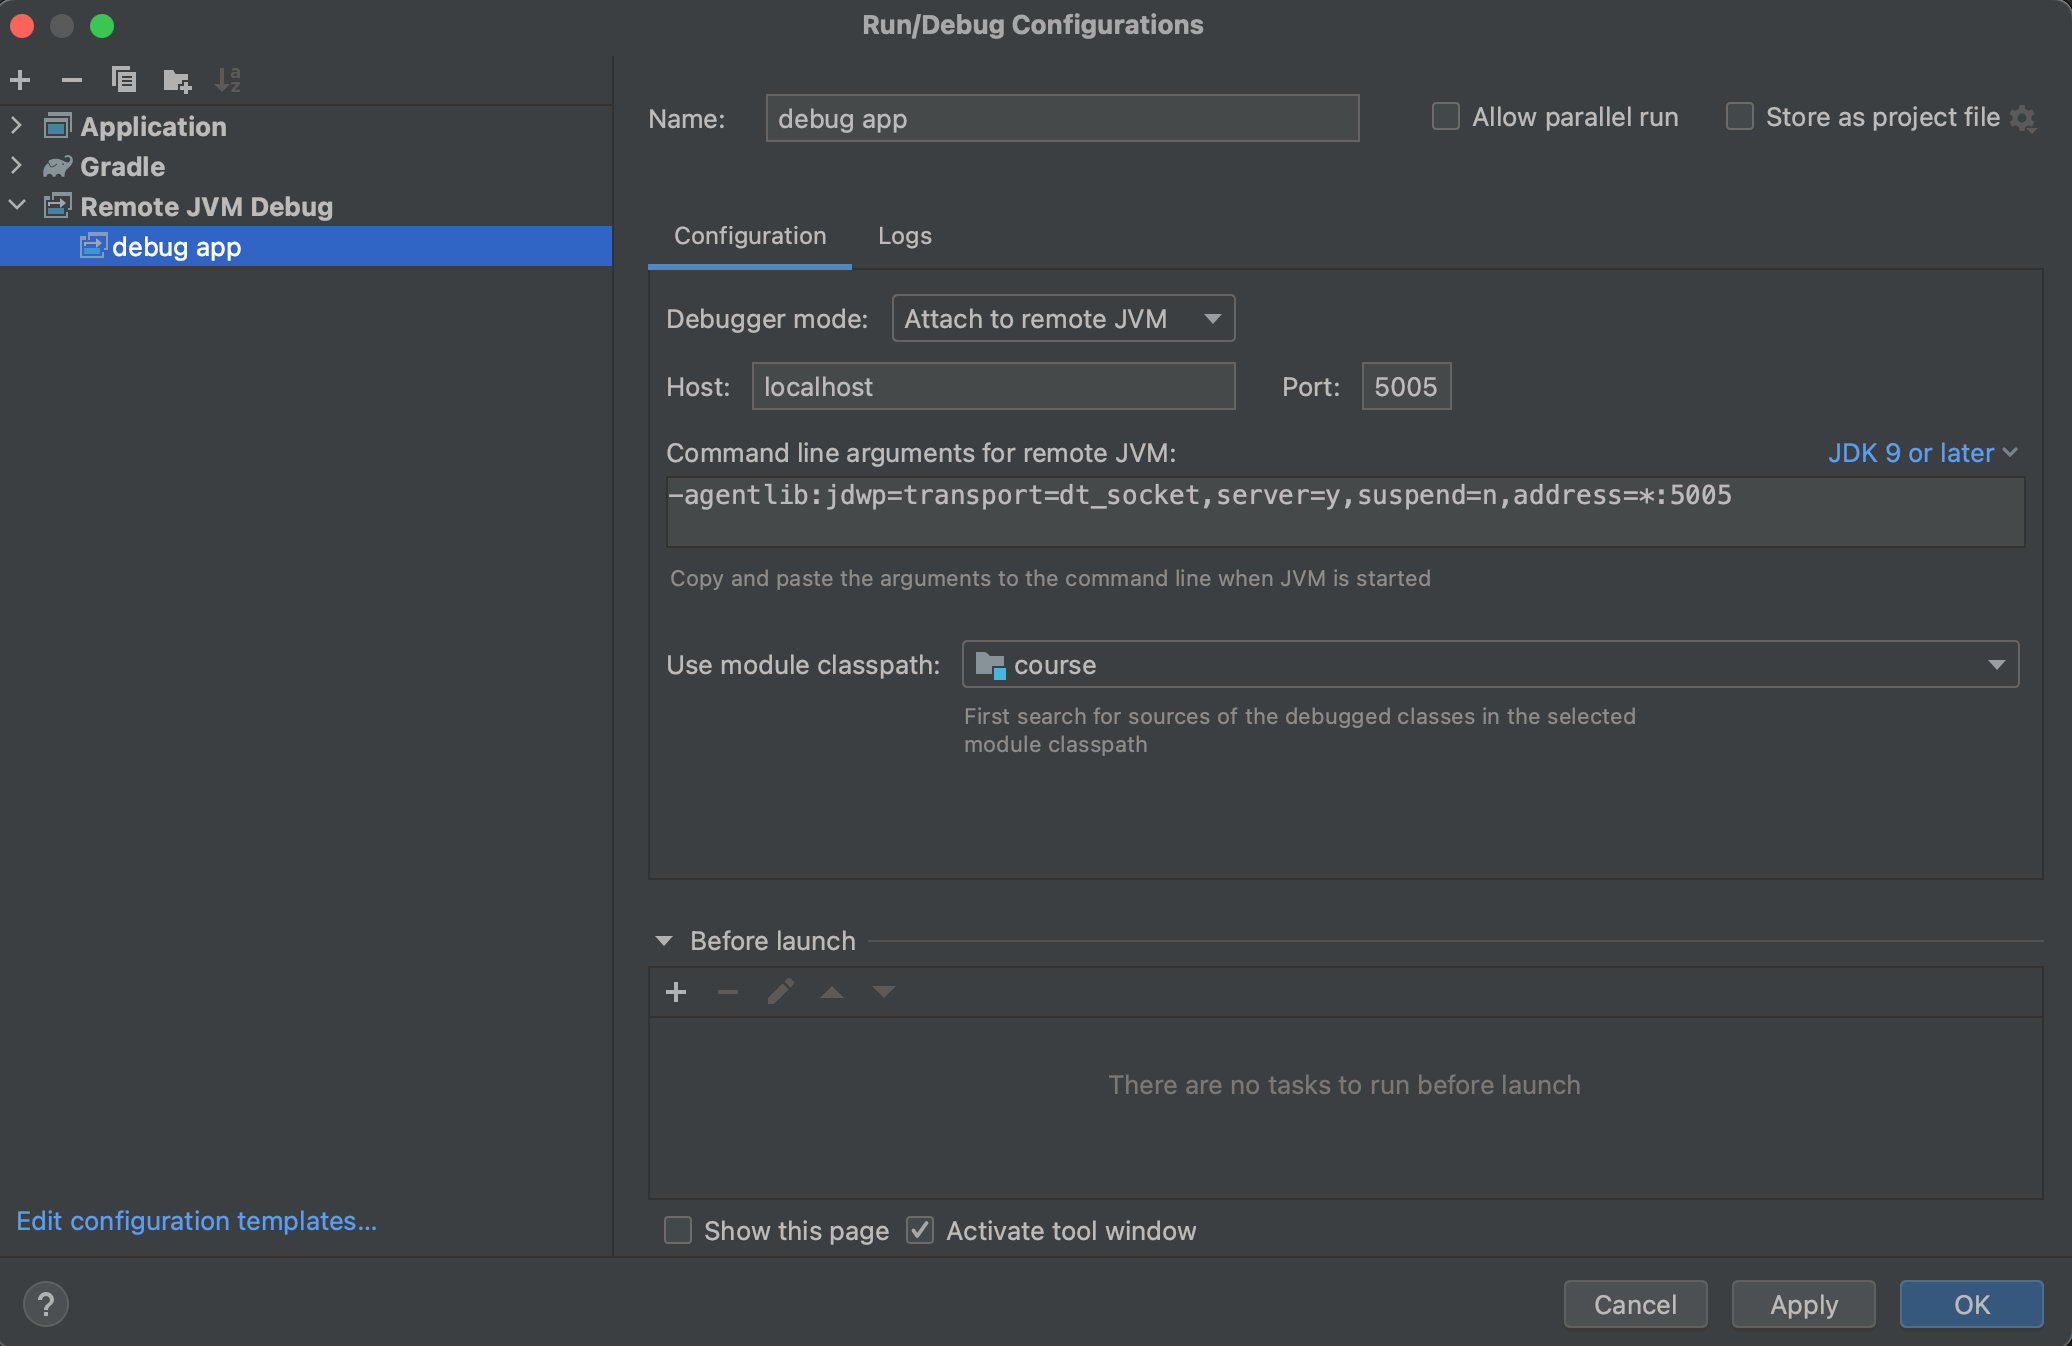 Run/Debug Configurations
Application
Gradle
Remote JVM Debug
debug app
Edit configuration templates...
Name:
debug app
Allow parallel run
Store as project file
Configuration
Logs
Debugger mode:
Attach to remote JVM
Host:
localhost
Port:
5005
Command line arguments for remote JVM:
JDK 9 or later
-agentlib:jdwp=transport=dt_socket,server=y,suspend=n,address=*:5005
Copy and paste the arguments to the command line when JVM is started
Use module classpath:
course
First search for sources of the debugged classes in the selected
module classpath
Before launch
There are no tasks to run before launch
Show this page
Activate tool window
?
Cancel
Apply
OK